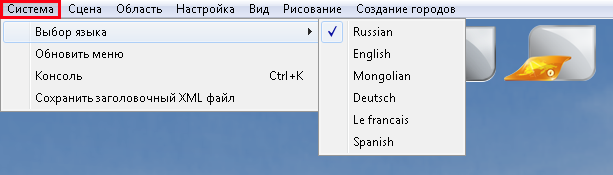 Система Сцена Область Настройка Вид Рисование Создание городов
Выбор языка
Обновить меню
Консоль Ctrl+K
Сохранить заголовочный XML файл
Russian
English
Mongolian
Deutsch
Le francais
Spanish